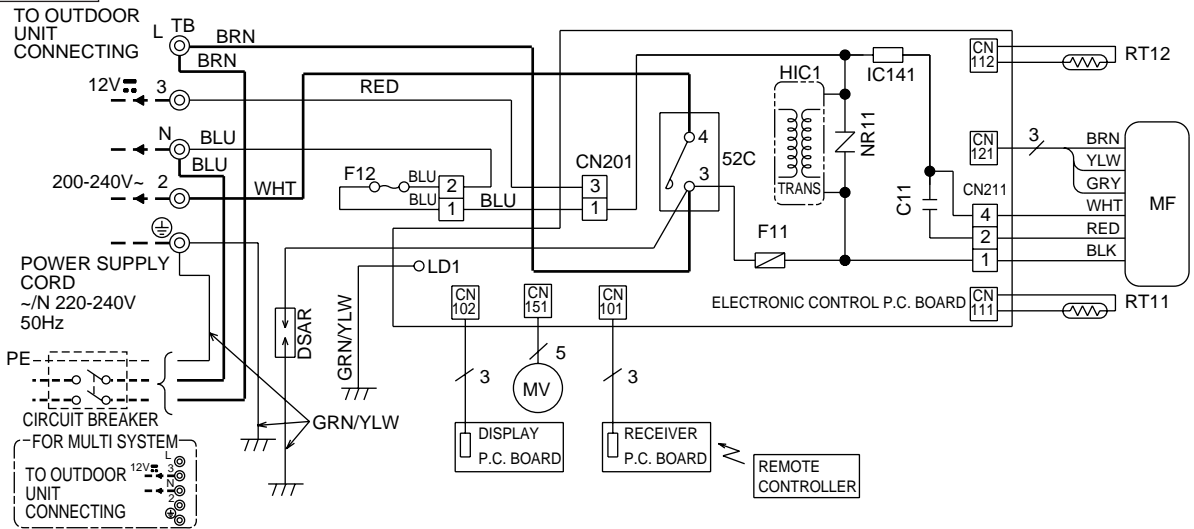 TO OUTDOOR
UNIT
CONNECTING
L TB
BRN
BRN
12V
3
RED
N
BLU
BLU
200-240V~ 2
WHT
POWER SUPPLY
CORD
~/N 220-240V
50Hz
PE
CIRCUIT BREAKER
FOR MULTI SYSTEM
TO OUTDOOR
UNIT
CONNECTING
12V
L
3
N
2
GRN/YLW
DSAR
GRN/YLW
LD1
F12
BLU
BLU
2
1
BLU
CN201
3
1
4
3
52C
HIC1
TRANS
NR11
IC141
F11
C11
CN211
4
2
1
CN
112
RT12
CN
121
3
BRN
YLW
GRY
WHT
RED
BLK
MF
ELECTRONIC CONTROL P.C. BOARD
CN
111
RT11
CN
102
3
DISPLAY
P.C. BOARD
CN
151
5
MV
CN
101
3
RECEIVER
P.C. BOARD
REMOTE
CONTROLLER